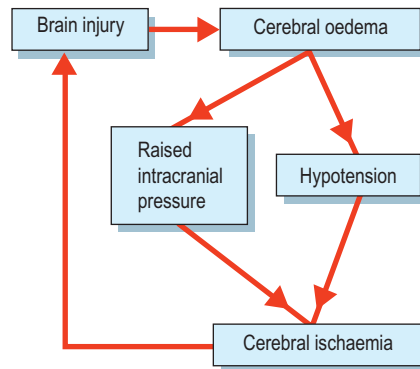 Brain injury
Cerebral oedema
Raised
intracranial
pressure
Hypotension
Cerebral ischaemia